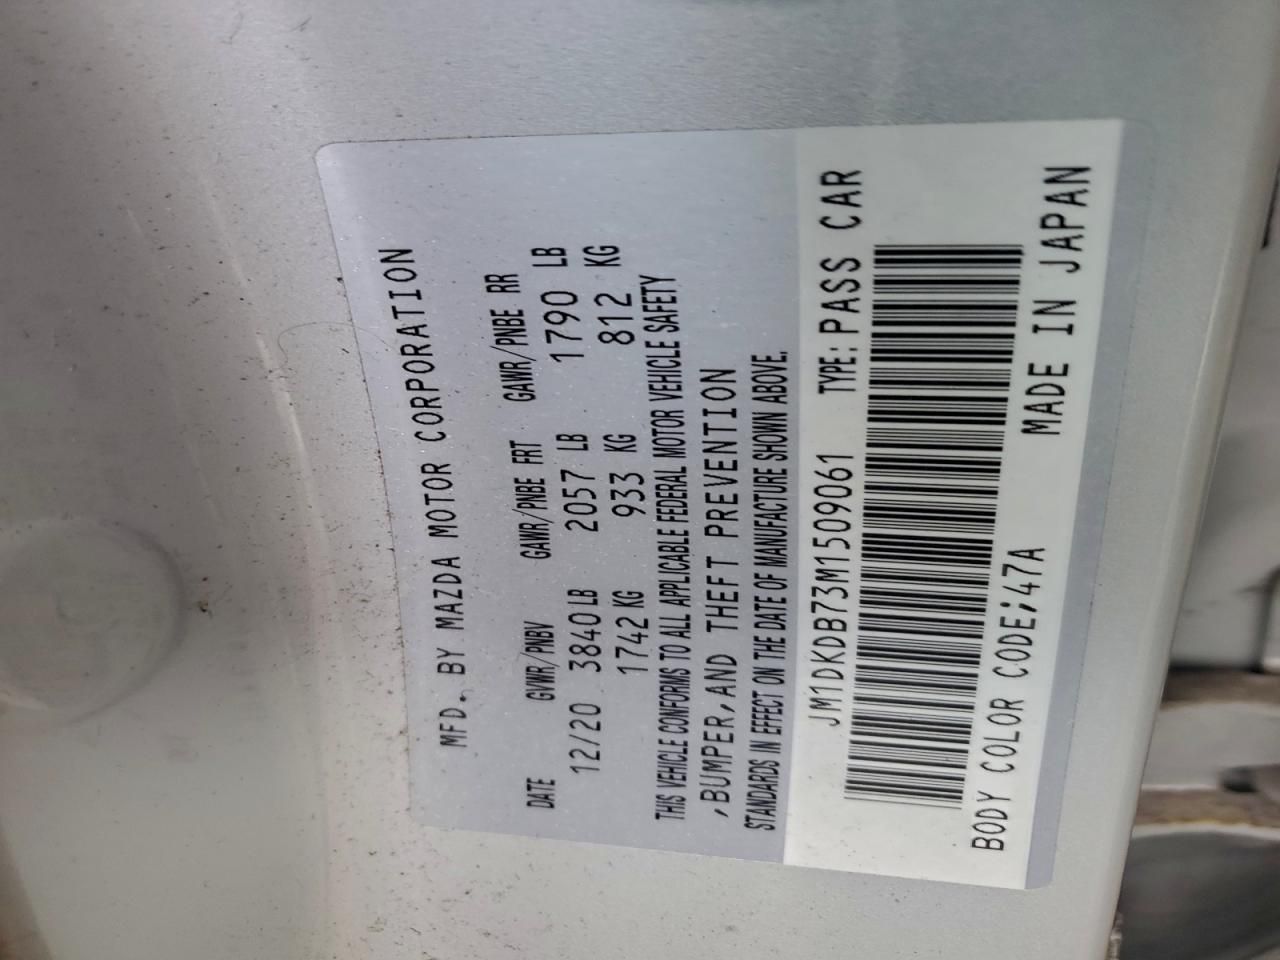 MFD. BY MAZDA MOTOR CORPORATION
DATE GVWR/PNBV GAWR/PNBE FRT GAWR/PNBE RR
12/20 3840 LB 2057 LB 1790 LB
1742 KG 933 KG 812 KG
THIS VEHICLE CONFORMS TO ALL APPLICABLE FEDERAL MOTOR VEHICLE SAFETY
,BUMPER,AND THEFT PREVENTION
STANDARDS IN EFFECT ON THE DATE OF MANUFACTURE SHOWN ABOVE.
JM1DKDB73M1509061 TYPE:PASS CAR
BODY COLOR CODE;47A MADE IN JAPAN